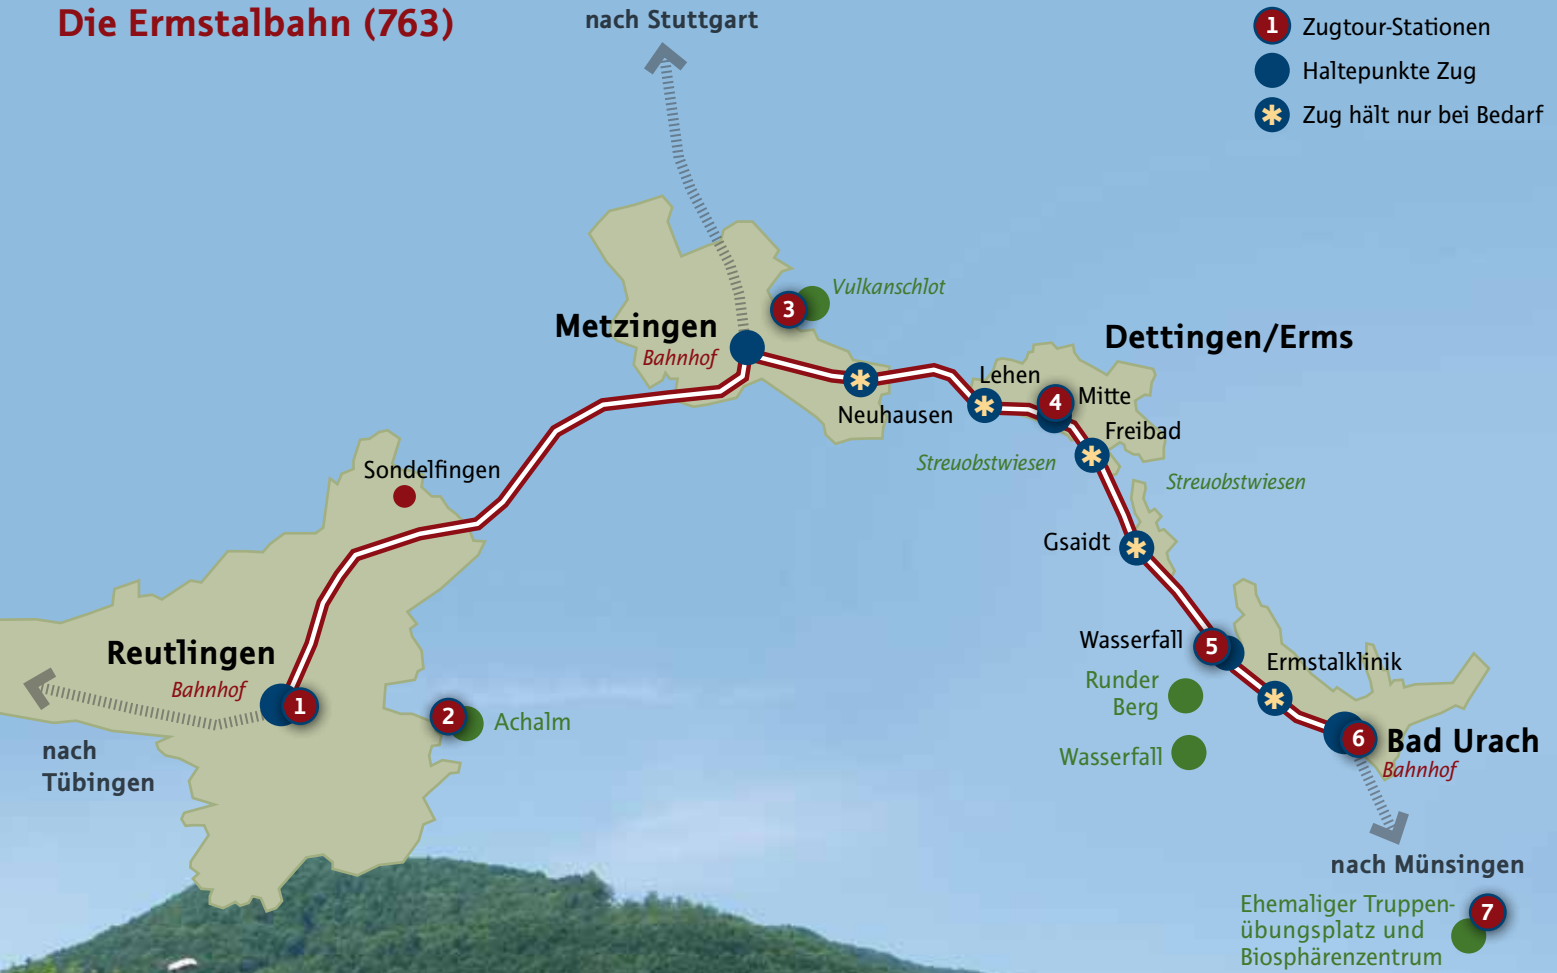 Die Ermstalbahn (763)
nach Stuttgart
1 Zugtour-Stationen
Haltepunkte Zug
* Zug hält nur bei Bedarf
3 Vulkanschlot
Metzingen
Bahnhof
Dettingen/Erms
Lehen
4 Mitte
Neuhausen
Freibad
Streuobstwiesen
Streuobstwiesen
Sondelfingen
Gsaidt
Reutlingen
Bahnhof
1
2 Achalm
nach
Tübingen
Wasserfall 5
Ermstalklinik
Runder
Berg
Wasserfall
6 Bad Urach
Bahnhof
nach Münsingen
Ehemaliger Truppen-
übungsplatz und
Biosphärenzentrum
7